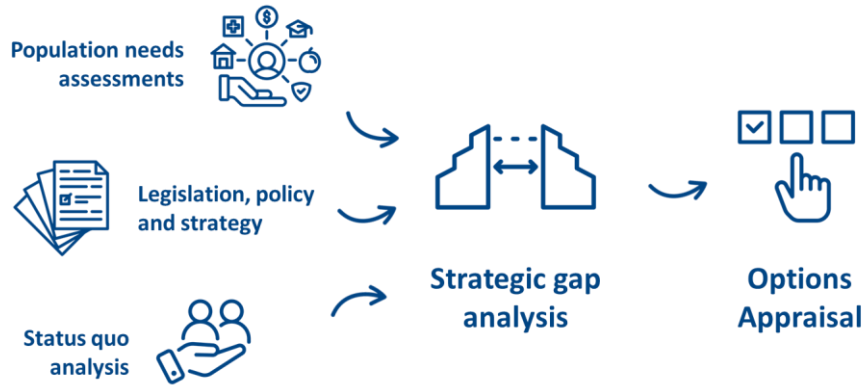 Population needs
assessments
Legislation, policy
and strategy
Status quo
analysis
Strategic gap
analysis
Options
Appraisal